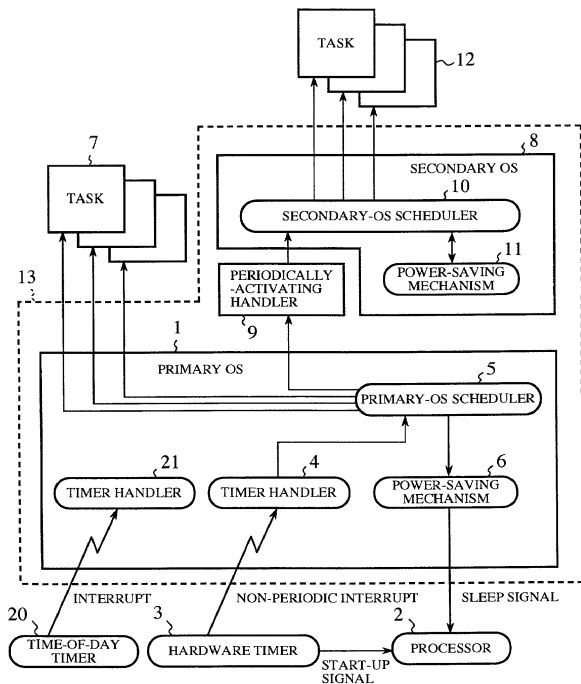 TASK
12
7
TASK
8
SECONDARY OS
10
SECONDARY-OS SCHEDULER
11
POWER-SAVING
MECHANISM
PERIODICALLY
-ACTIVATING
HANDLER
9
13
1
PRIMARY OS
5
PRIMARY-OS SCHEDULER
21
TIMER HANDLER
4
TIMER HANDLER
6
POWER-SAVING
MECHANISM
INTERRUPT
NON-PERIODIC INTERRUPT
SLEEP SIGNAL
20
TIME-OF-DAY
TIMER
3
HARDWARE TIMER
START-UP
SIGNAL
2
PROCESSOR